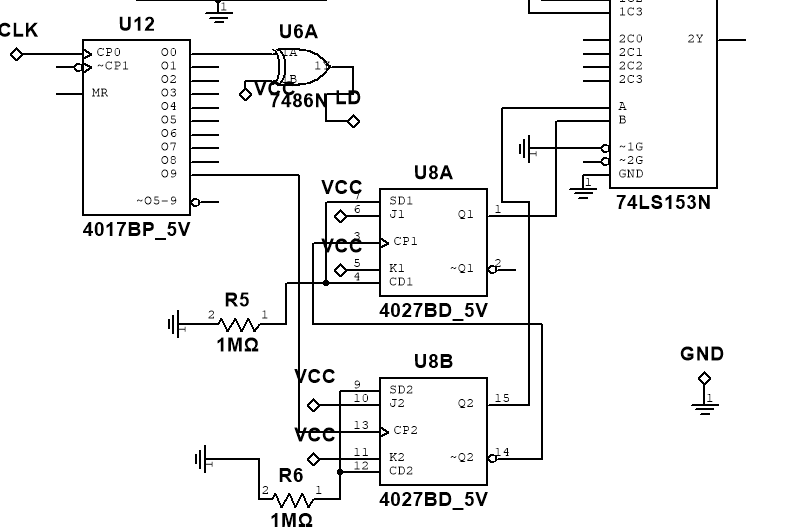 1
1C3
CLK
U12
U6A
CP0
O0
1A
2C0
2Y
~CP1
O1
1Y
2C1
O2
1B
2C2
MR
O3
VCC
LD
2C3
7486N
O4
A
O5
B
O6
O7
~1G
O8
~2G
O9
U8A
GND
VCC
1
7
SD1
~O5-9
6
J1
Q1
1
74LS153N
4017BP_5V
3
CP1
VCC
5
K1
~Q1
2
4
CD1
R5
4027BD_5V
2
1
1MΩ
GND
U8B
VCC
9
SD2
10
J2
Q2
15
1
13
CP2
VCC
11
K2
~Q2
14
12
CD2
R6
2
1
4027BD_5V
1MΩ